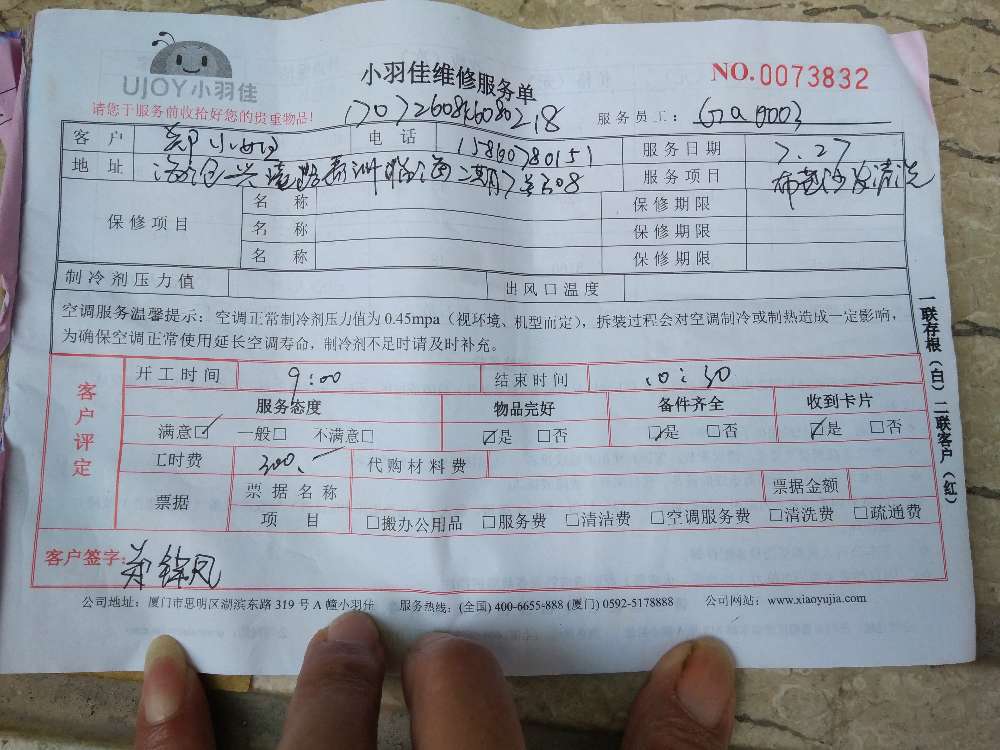 UJOY小羽佳
小羽佳维修服务单
NO.0073832
请您于服务前收拾好您的贵重物品!
服务员工:
客户 小姐 电话 15860780151 服务日期 7.27
地址 服务项目 布艺沙发清洗
保修项目 名称 保修期限
名称 保修期限
名称 保修期限
制冷剂压力值 出风口温度
空调服务温馨提示：空调正常制冷剂压力值为 0.45mpa（视环境、机型而定），拆装过程会对空调制冷或制热造成一定影响，
为确保空调正常使用延长空调寿命，制冷剂不足时请及时补充。
一联存根（白）二联客户（红）
客户评定
开工时间 9:00 结束时间 10:30
服务态度 物品完好 备件齐全 收到卡片
满意☑ 一般□ 不满意□ ☑是 □否 ☑是 □否 ☑是 □否
工时费 300.— 代购材料费
票据 票据名称 票据金额
项目 □搬办公用品 □服务费 □清洁费 □空调服务费 □清洗费 □疏通费
客户签字:
公司地址：厦门市思明区湖滨东路 319 号 A 幢小羽佳 服务热线：(全国) 400-6655-888 (厦门) 0592-5178888 公司网站：www.xiaoyujia.com